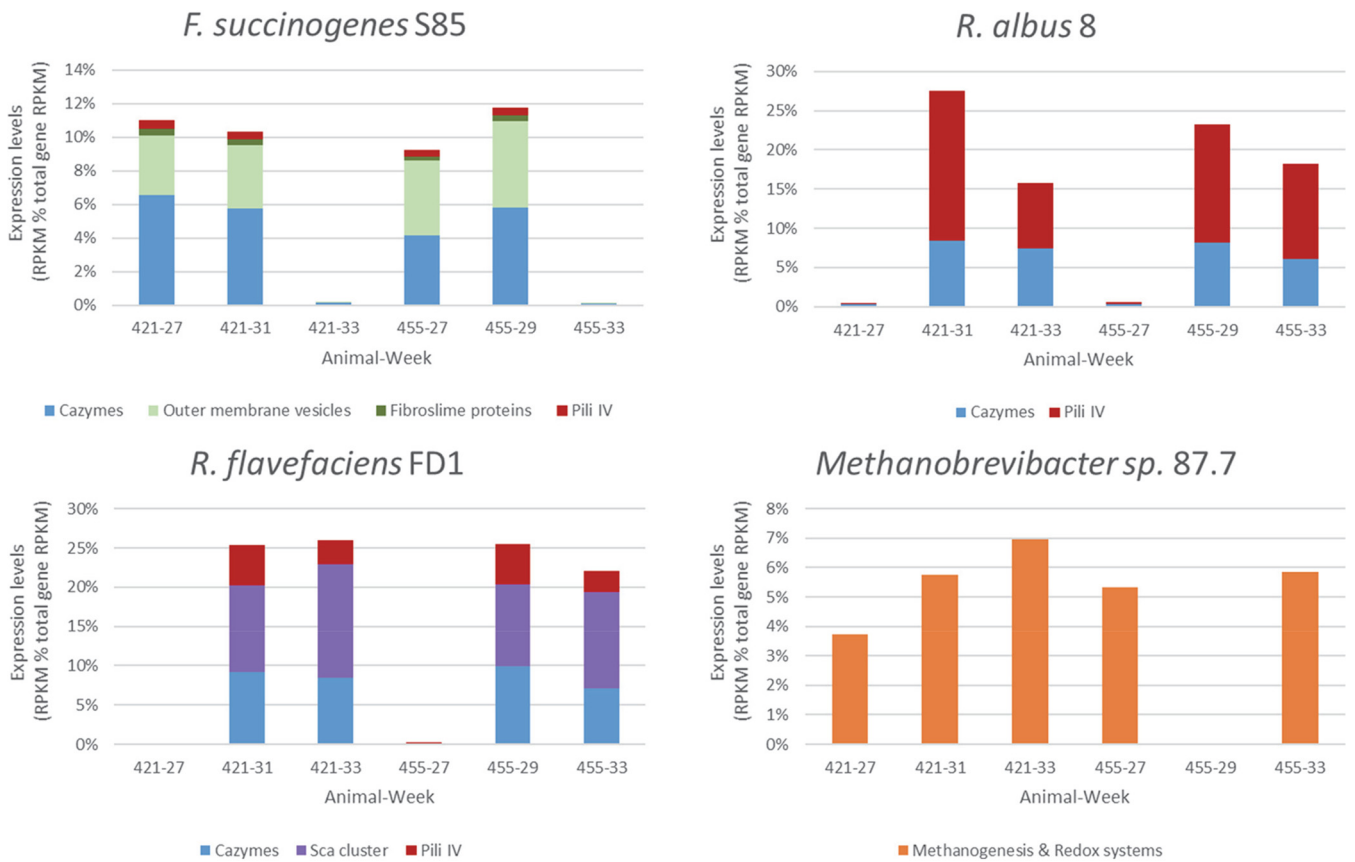 F. succinogenes S85
Expression levels
(RPKM % total gene RPKM)
14%
12%
10%
8%
6%
4%
2%
0%
421-27 421-31 421-33 455-27 455-29 455-33
Animal-Week
Cazymes Outer membrane vesicles Fibroslime proteins Pili IV
R. albus 8
Expression levels
(RPKM % total gene RPKM)
30%
25%
20%
15%
10%
5%
0%
421-27 421-31 421-33 455-27 455-29 455-33
Animal-Week
Cazymes Pili IV
R. flavefaciens FD1
Expression levels
(RPKM % total gene RPKM)
30%
25%
20%
15%
10%
5%
0%
421-27 421-31 421-33 455-27 455-29 455-33
Animal-Week
Cazymes Sca cluster Pili IV
Methanobrevibacter sp. 87.7
Expression levels
(RPKM % total gene RPKM)
8%
7%
6%
5%
4%
3%
2%
1%
0%
421-27 421-31 421-33 455-27 455-29 455-33
Animal-Week
Methanogenesis & Redox systems